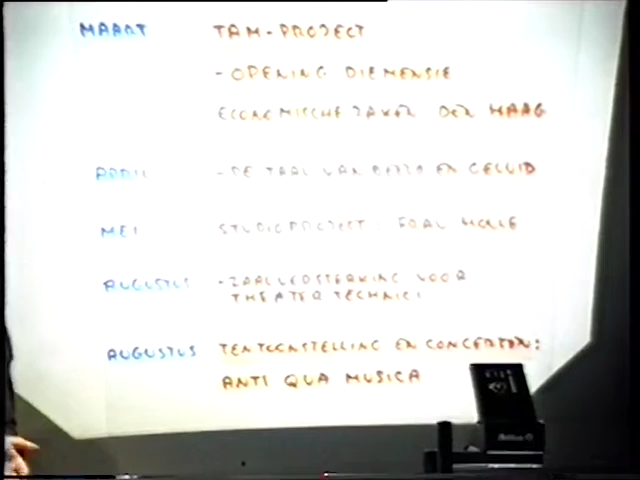 MAART TAM-PROJECT
- OPENING DIEMENSIE
ECONOMISCHE ZAKEN DEN HAAG
APRIL - DE TAAL VAN BEELD EN GELUID
MEI STUDIOPROJECT:
AUGUSTUS - ZAALVERSTERKING VOOR
THEATER TECHNICI
AUGUSTUS TENTOONSTELLING EN CONCERTEN:
ANTI QUA MUSICA